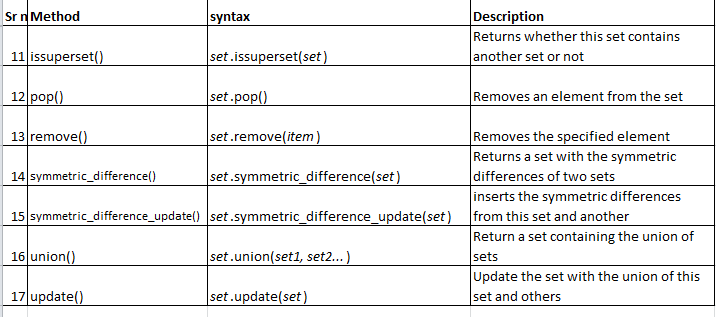 Sr n Method syntax Description
Returns whether this set contains
11 issuperset() set.issuperset(set) another set or not
12 pop() set.pop() Removes an element from the set
13 remove() set.remove(item) Removes the specified element
Returns a set with the symmetric
14 symmetric_difference() set.symmetric_difference(set) differences of two sets
inserts the symmetric differences
15 symmetric_difference_update() set.symmetric_difference_update(set) from this set and another
Return a set containing the union of
16 union() set.union(set1, set2...) sets
Update the set with the union of this
17 update() set.update(set) set and others